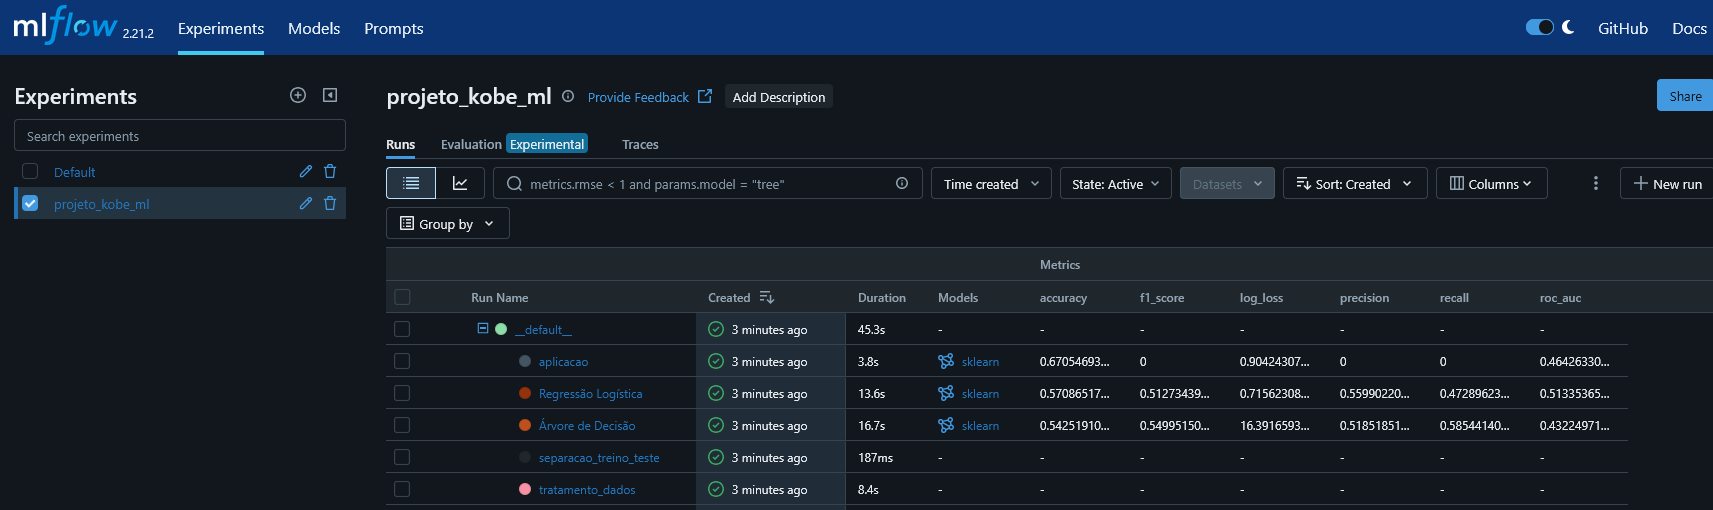 mlflow 2.21.2 Experiments Models Prompts GitHub Docs
Experiments
Search experiments
Default
projeto_kobe_ml
projeto_kobe_ml Provide Feedback Add Description Share
Runs Evaluation Experimental Traces
metrics.rmse < 1 and params.model = "tree" Time created State: Active Datasets Sort: Created Columns New run
Group by
Metrics
Run Name Created Duration Models accuracy f1_score log_loss precision recall roc_auc
__default__ 3 minutes ago 45.3s - - - - - - -
aplicacao 3 minutes ago 3.8s sklearn 0.67054693... 0 0.90424307... 0 0 0.46426330...
Regressão Logística 3 minutes ago 13.6s sklearn 0.57086517... 0.51273439... 0.71562308... 0.55990220... 0.47289623... 0.51335365...
Árvore de Decisão 3 minutes ago 16.7s sklearn 0.54251910... 0.54995150... 16.3916593... 0.51851851... 0.58544140... 0.43224971...
separacao_treino_teste 3 minutes ago 187ms - - - - - - -
tratamento_dados 3 minutes ago 8.4s - - - - - - -